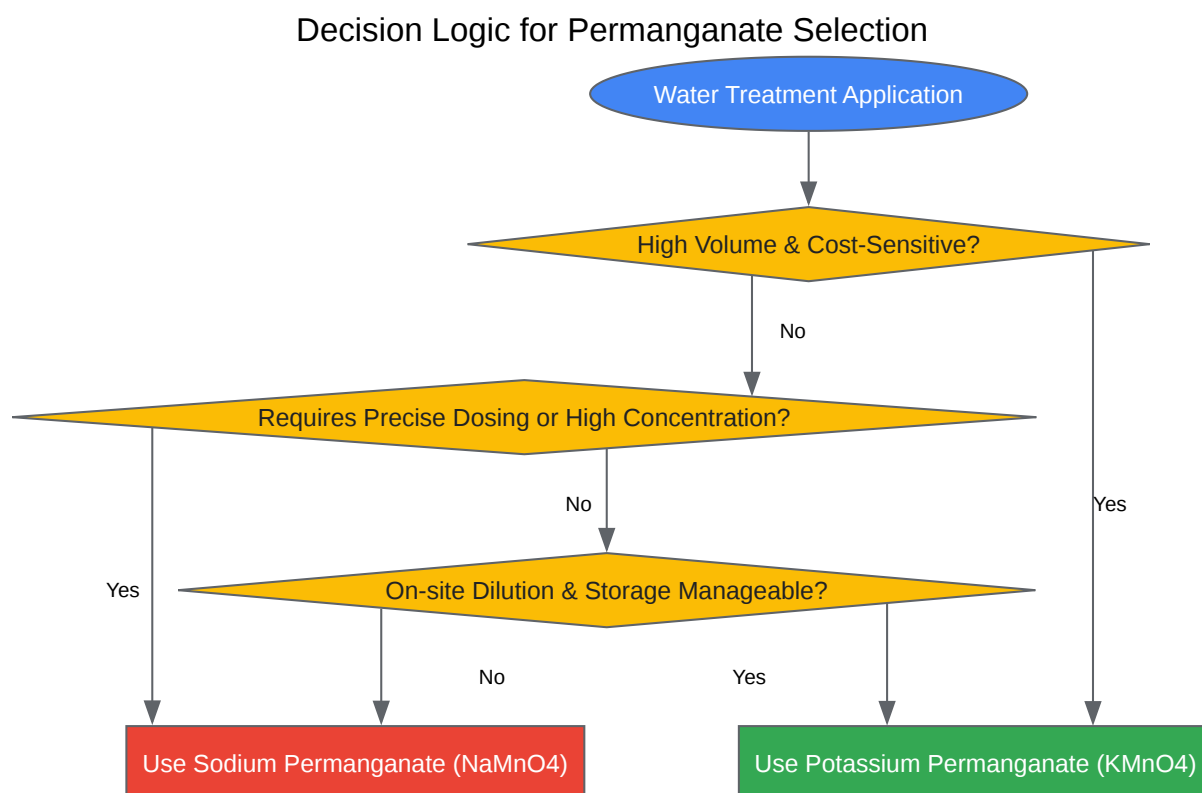 Decision Logic for Permanganate Selection
Water Treatment Application
High Volume & Cost-Sensitive?
No
Requires Precise Dosing or High Concentration?
No
Yes
Yes
On-site Dilution & Storage Manageable?
No
Yes
Use Sodium Permanganate (NaMnO4)
Use Potassium Permanganate (KMnO4)